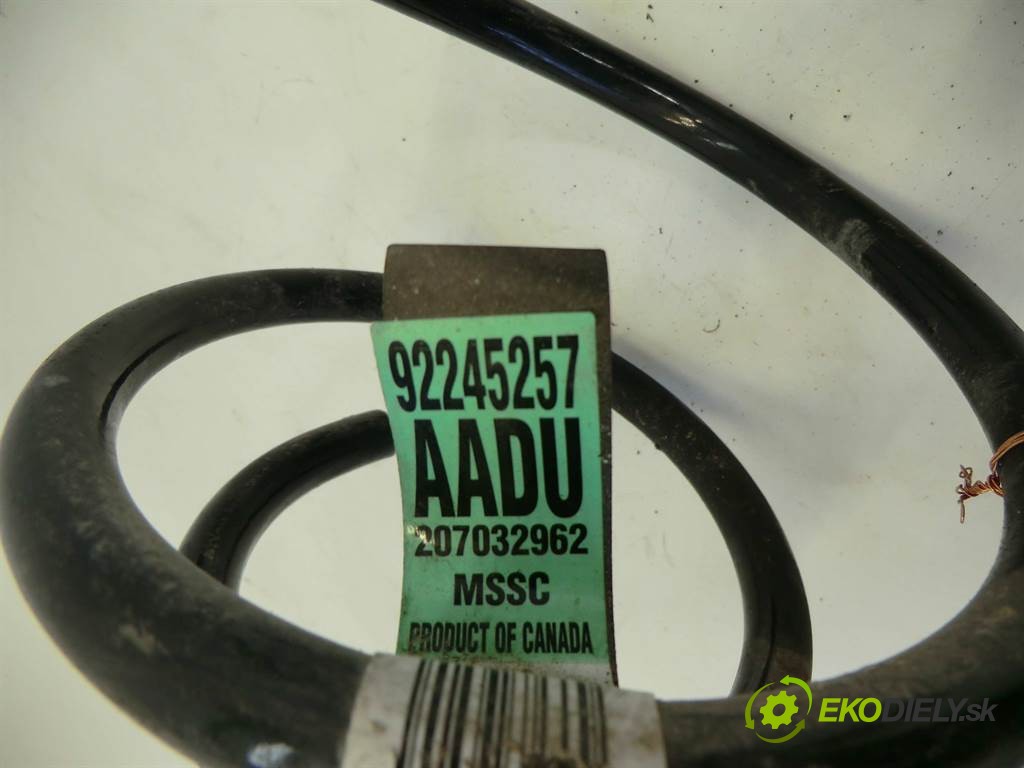 92245257
AADU
207032962
MSSC
PRODUCT OF CANADA
EKODIELY.sk